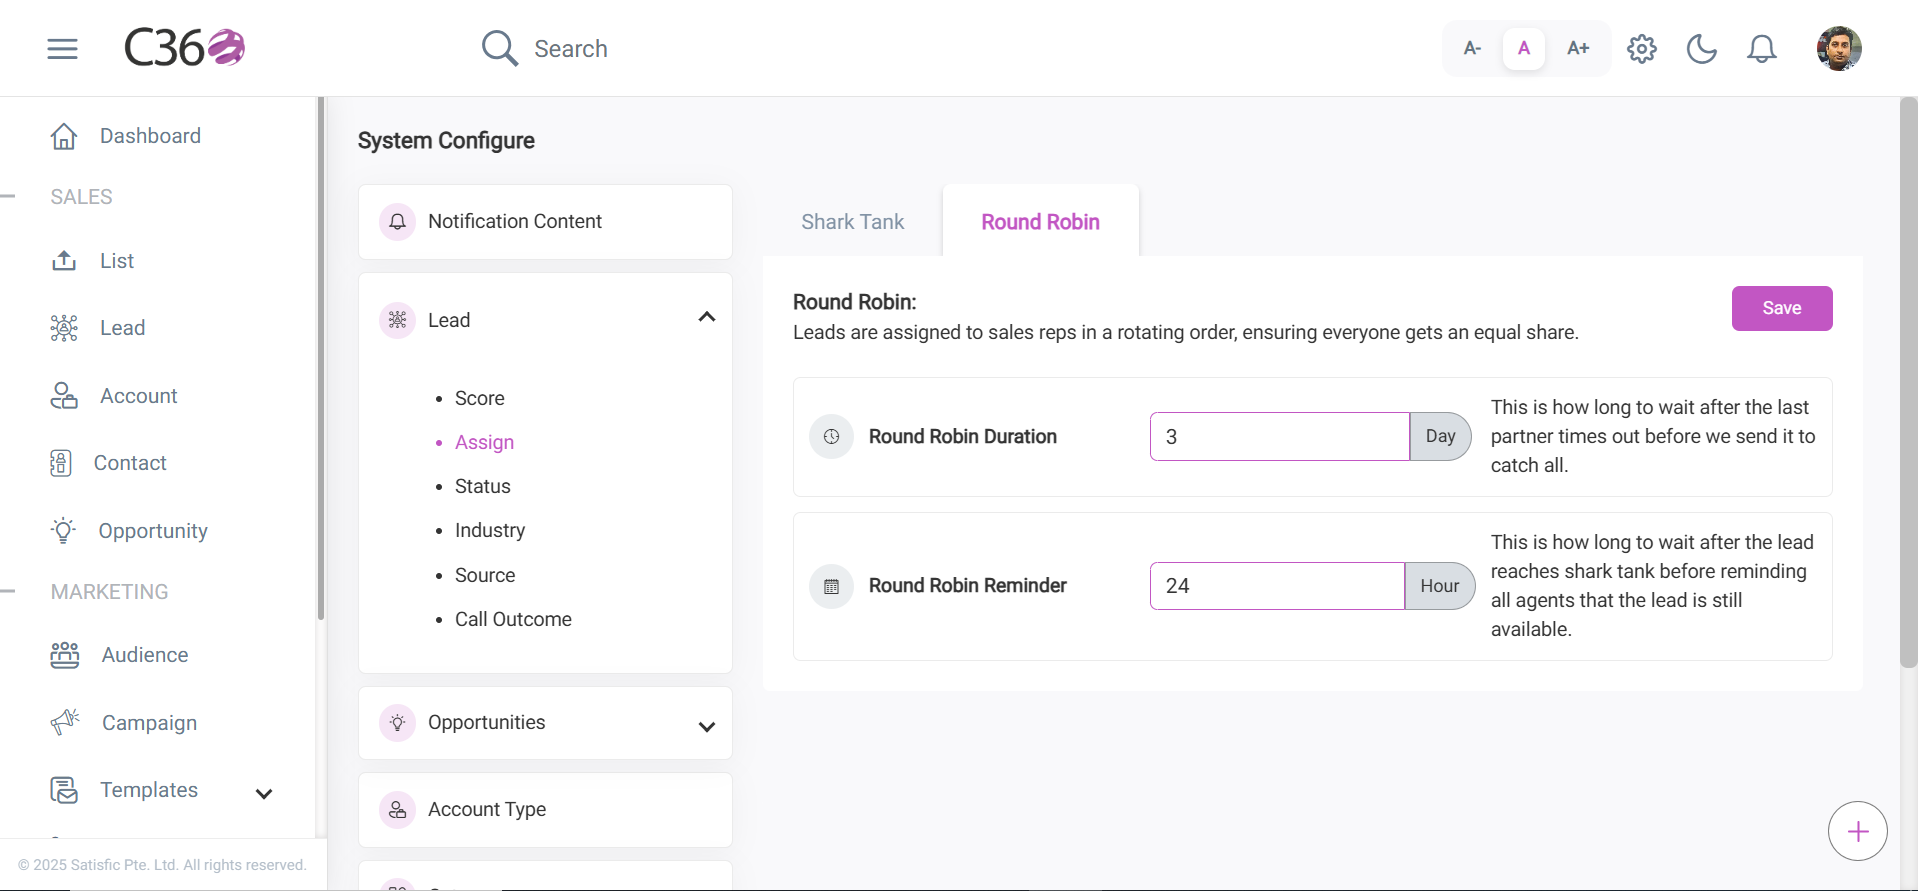 C360
Search
A-
A
A+
Dashboard
SALES
List
Lead
Account
Contact
Opportunity
MARKETING
Audience
Campaign
Templates
© 2025 Satisfic Pte. Ltd. All rights reserved.
System Configure
Notification Content
Lead
• Score
• Assign
• Status
• Industry
• Source
• Call Outcome
Opportunities
Account Type
Shark Tank
Round Robin
Round Robin:
Leads are assigned to sales reps in a rotating order, ensuring everyone gets an equal share.
Save
Round Robin Duration
3
Day
This is how long to wait after the last
partner times out before we send it to
catch all.
Round Robin Reminder
24
Hour
This is how long to wait after the lead
reaches shark tank before reminding
all agents that the lead is still
available.